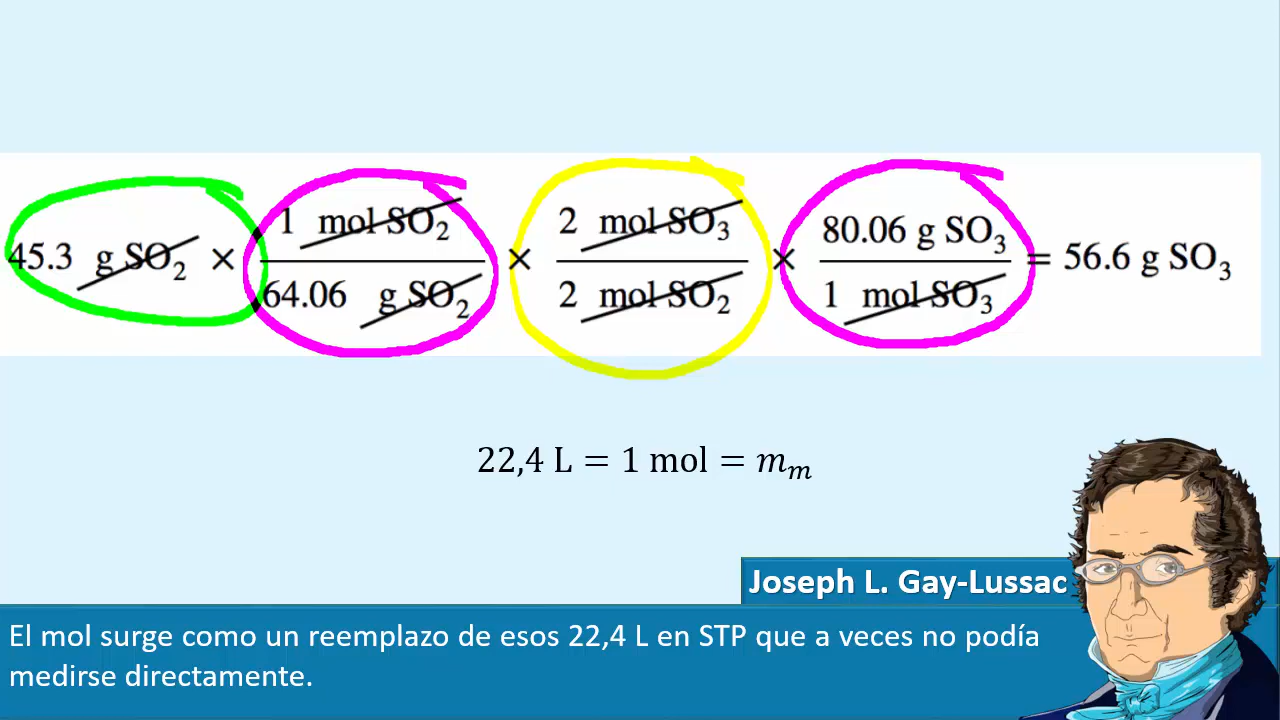 45.3 g SO₂ × 1 mol SO₂ / 64.06 g SO₂ × 2 mol SO₃ / 2 mol SO₂ × 80.06 g SO₃ / 1 mol SO₃ = 56.6 g SO₃
22,4 L = 1 mol = mₘ
Joseph L. Gay-Lussac
El mol surge como un reemplazo de esos 22,4 L en STP que a veces no podía
medirse directamente.